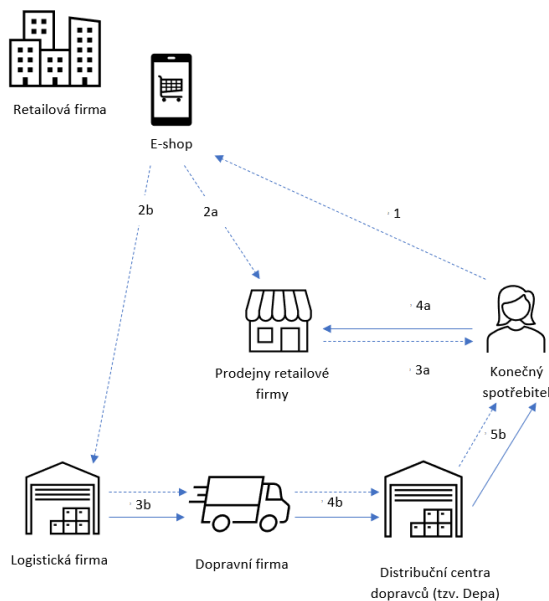 Retailová firma
E-shop
2b
2a
1
4a
3a
Prodejny retailové
firmy
Konečný
spotřebitel
5b
3b
4b
Logistická firma
Dopravní firma
Distribuční centra
dopravců (tzv. Depa)